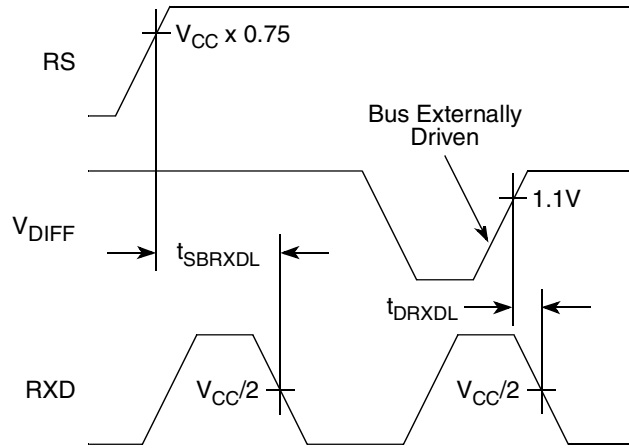 RS
V_CC x 0.75
Bus Externally
Driven
V_DIFF
1.1V
t_SBRXDL
t_DRXDL
RXD
V_CC/2
V_CC/2